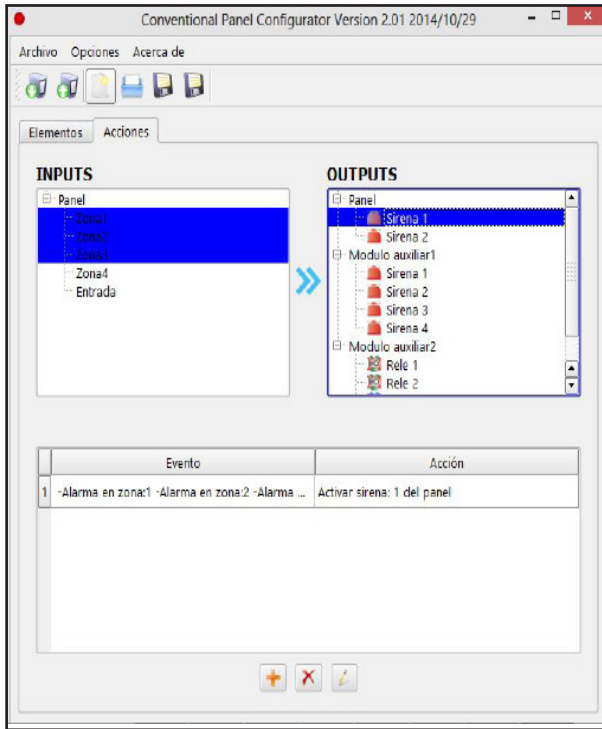 Conventional Panel Configurator Version 2.01 2014/10/29
Archivo Opciones Acerca de
Elementos Acciones
INPUTS
Panel
Zona1
Zona2
Zona3
Zona4
Entrada
OUTPUTS
Panel
Sirena 1
Sirena 2
Modulo auxiliar1
Sirena 1
Sirena 2
Sirena 3
Sirena 4
Modulo auxiliar2
Rele 1
Rele 2
Evento Acción
1 -Alarma en zona:1 -Alarma en zona:2 -Alarma ... Activar sirena: 1 del panel